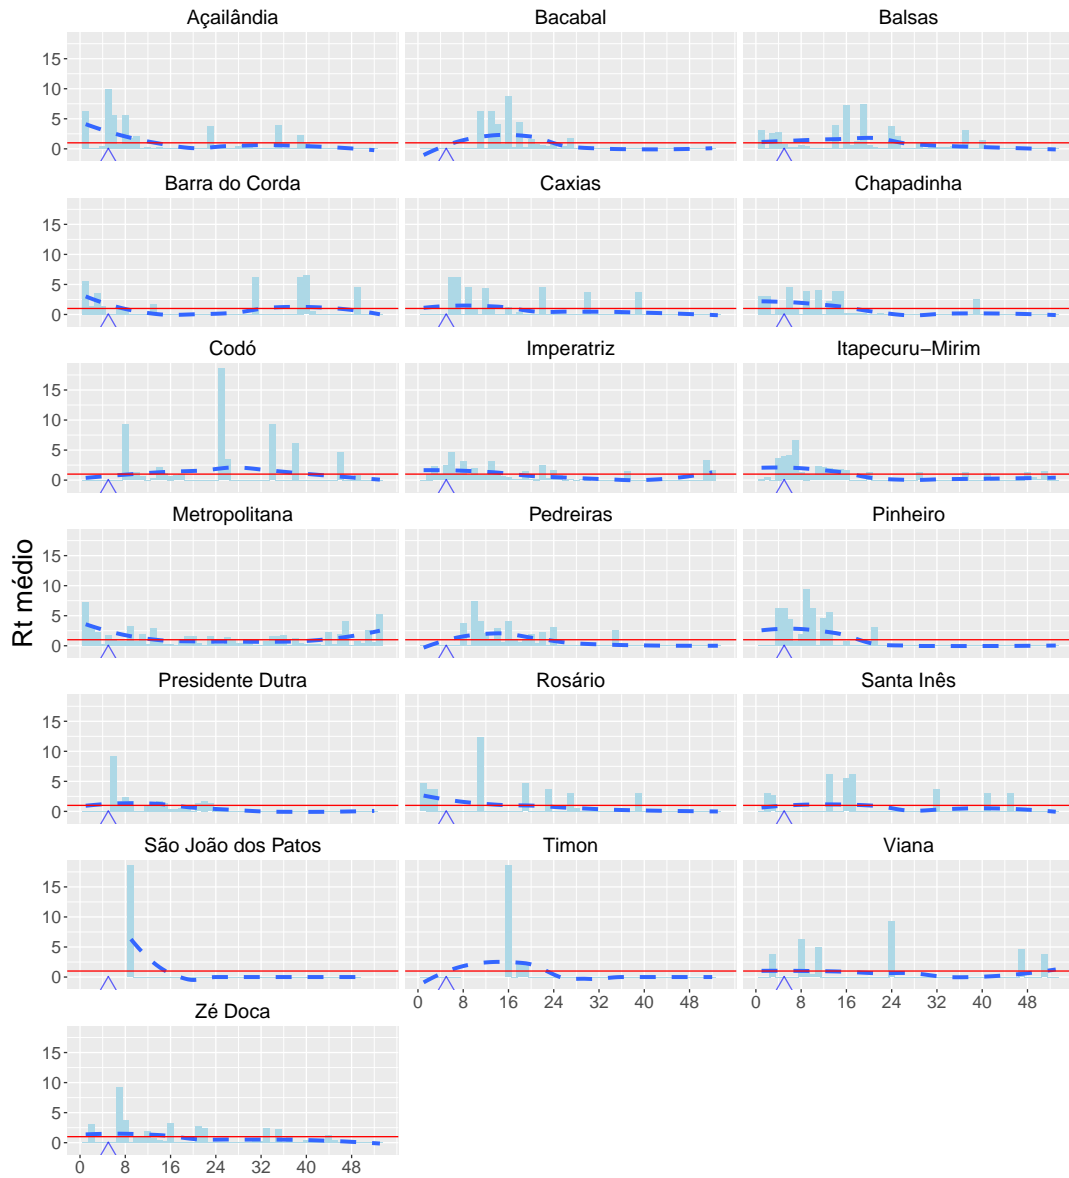 Açailândia Bacabal Balsas
15
10
5
0
Barra do Corda Caxias Chapadinha
15
10
5
0
Codó Imperatriz Itapecuru−Mirim
15
10
5
0
Metropolitana Pedreiras Pinheiro
15
10
5
0
Rt médio
Presidente Dutra Rosário Santa Inês
15
10
5
0
São João dos Patos Timon Viana
15
10
5
0
0 8 16 24 32 40 48 0 8 16 24 32 40 48
Zé Doca
15
10
5
0
0 8 16 24 32 40 48